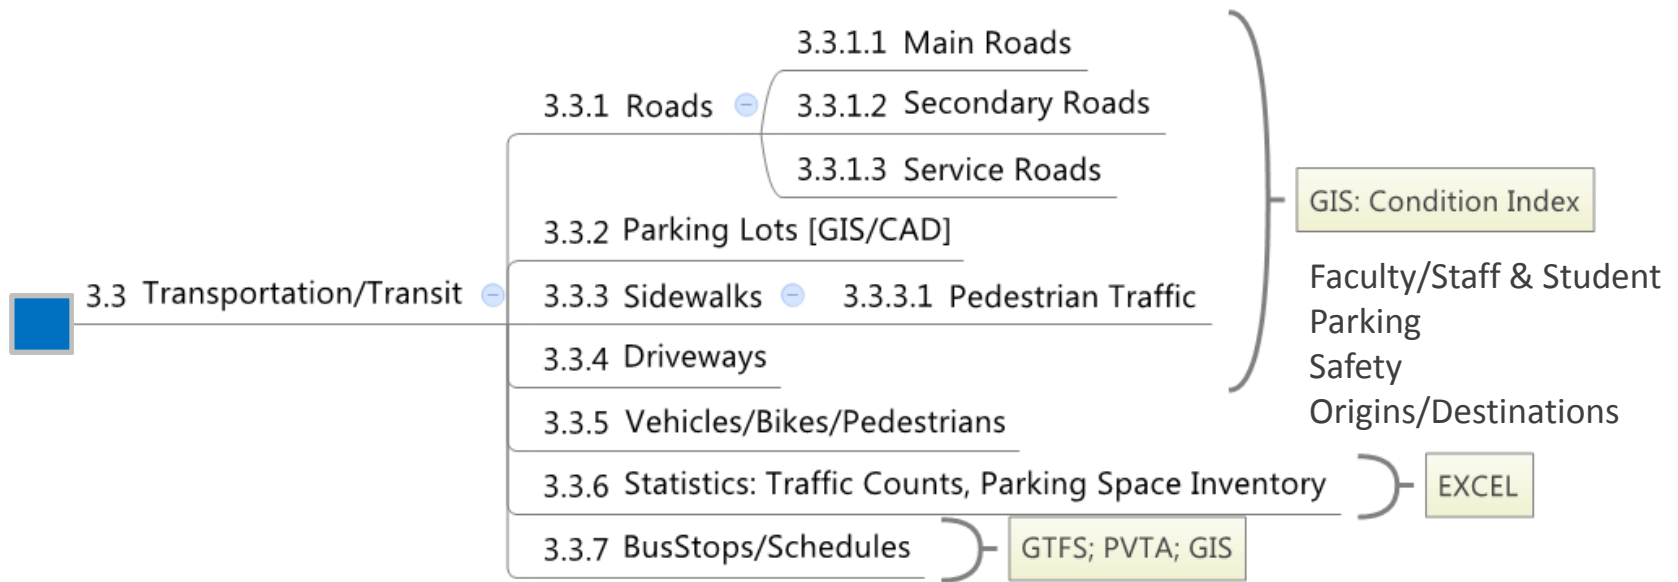 3.3 Transportation/Transit
3.3.1 Roads
3.3.1.1 Main Roads
3.3.1.2 Secondary Roads
3.3.1.3 Service Roads
3.3.2 Parking Lots [GIS/CAD]
3.3.3 Sidewalks
3.3.3.1 Pedestrian Traffic
3.3.4 Driveways
GIS: Condition Index
Faculty/Staff & Student
Parking
Safety
Origins/Destinations
3.3.5 Vehicles/Bikes/Pedestrians
3.3.6 Statistics: Traffic Counts, Parking Space Inventory
EXCEL
3.3.7 BusStops/Schedules
GTFS; PVTA; GIS